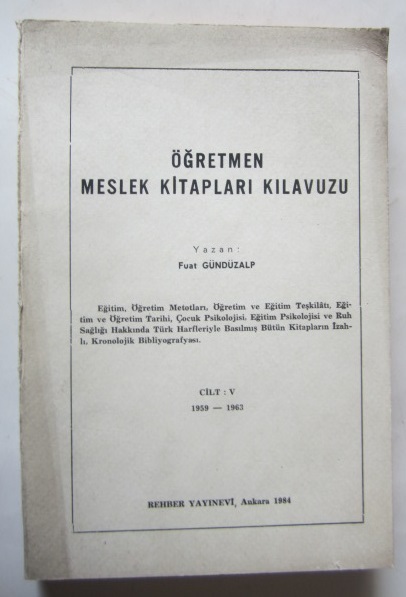 ÖĞRETMEN
MESLEK KİTAPLARI KILAVUZU
Yazan:
Fuat GÜNDÜZALP
Eğitim, Öğretim Metotları, Öğretim ve Eğitim Teşkilâtı, Eği-
tim ve Öğretim Tarihi, Çocuk Psikolojisi, Eğitim Psikolojisi ve Ruh
Sağlığı Hakkında Türk Harfleriyle Basılmış Bütün Kitapların İzah-
lı, Kronolojik Bibliyografyası.
CİLT : V
1959 — 1963
REHBER YAYINEVİ, Ankara 1984